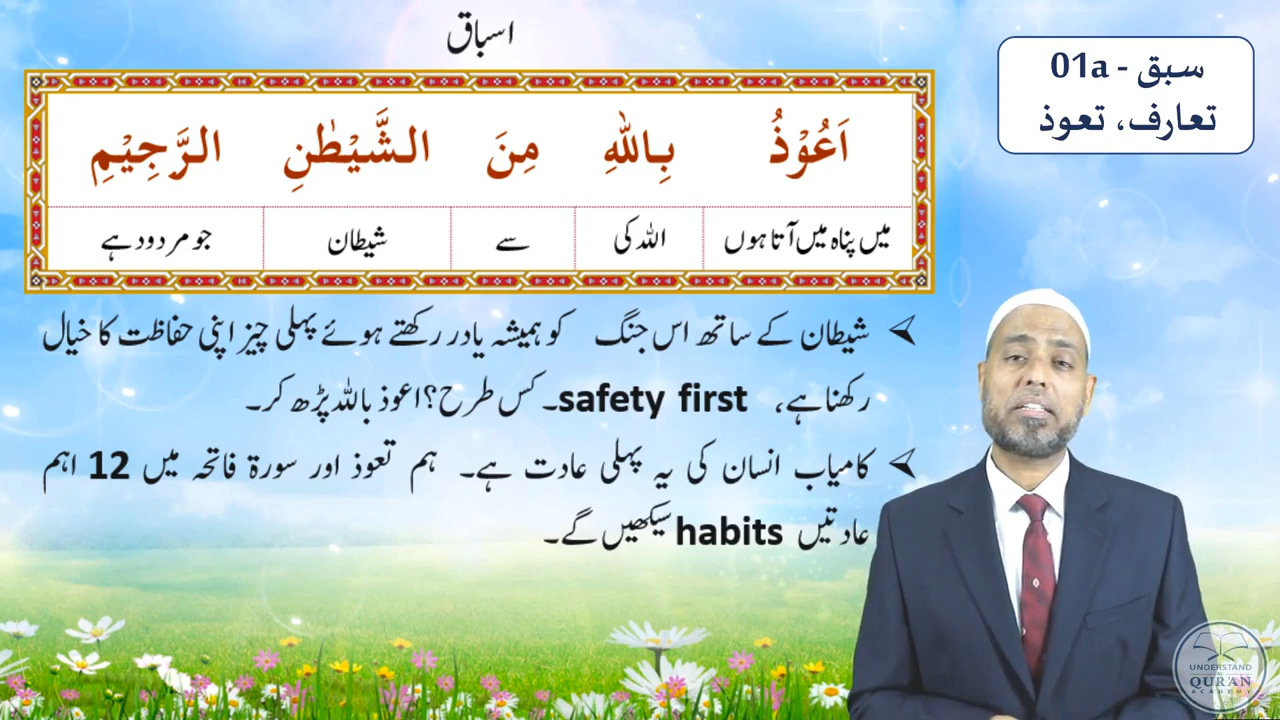 اسباق
سبق - 01a
تعارف، تعوذ
اَعُوْذُ بِاللّٰهِ مِنَ الشَّيْطٰنِ الرَّجِيْمِ
میں پناہ میں آتا ہوں اللہ کی سے شیطان جو مردود ہے
شیطان کے ساتھ اس جنگ کو ہمیشہ یادر رکھتے ہوئے پہلی چیز اپنی حفاظت کا خیال
رکھنا ہے، safety first۔ کس طرح؟ اعوذ باللہ پڑھ کر۔
کامیاب انسان کی یہ پہلی عادت ہے۔ ہم تعوذ اور سورۃ فاتحہ میں 12 اہم
عادتیں habits سیکھیں گے۔
UNDERSTAND
QURAN
ACADEMY